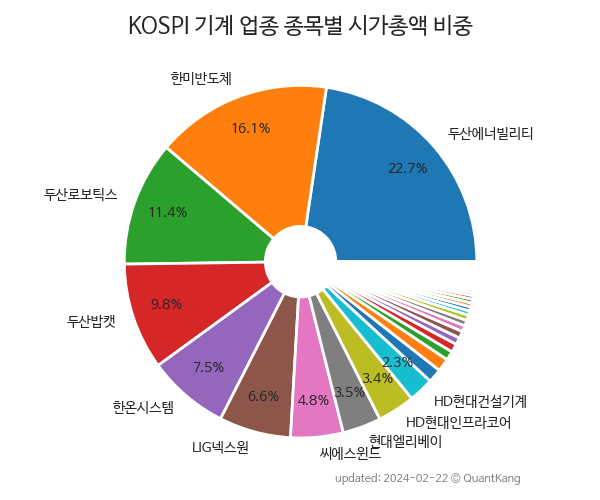 KOSPI 기계 업종 종목별 시가총액 비중
한미반도체
두산에너빌리티
16.1%
22.7%
두산로보틱스
11.4%
9.8%
두산밥캣
7.5%
2.3%
3.4%
3.5%
6.6%
4.8%
한온시스템
HD현대건설기계
HD현대인프라코어
현대엘리베이
LIG넥스원
씨에스윈드
updated: 2024-02-22 © QuantKang